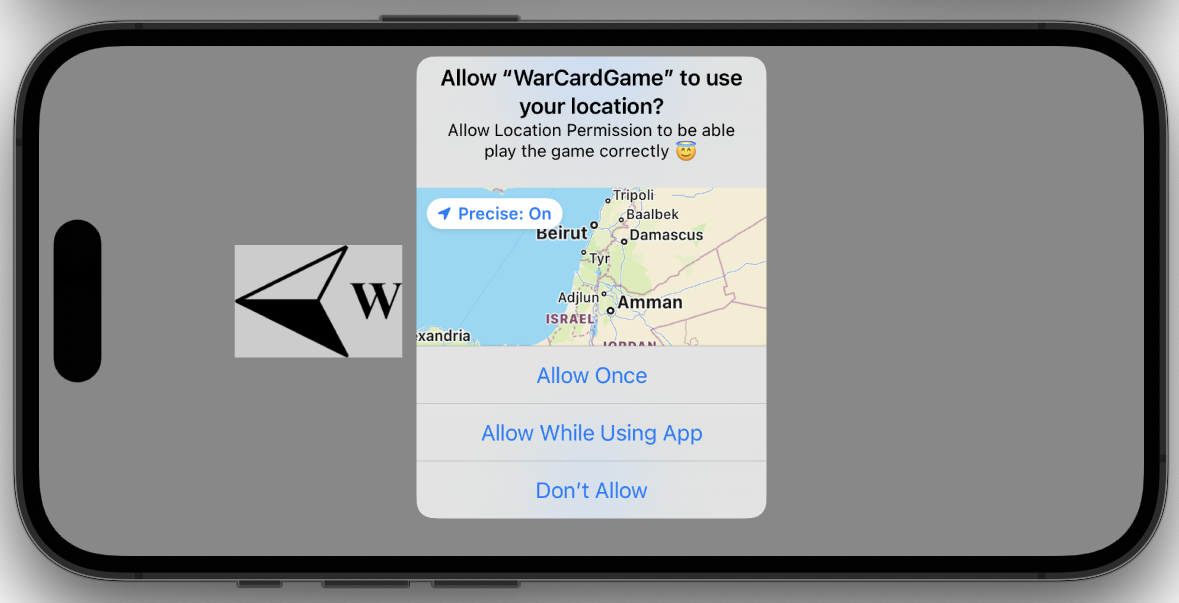 Allow “WarCardGame” to use
your location?
Allow Location Permission to be able
play the game correctly 😇
Tripoli
Precise: On
Baalbek
Beirut
Damascus
Tyr
Adjlun
Amman
ISRAEL
xandria
JORDAN
W
Allow Once
Allow While Using App
Don’t Allow